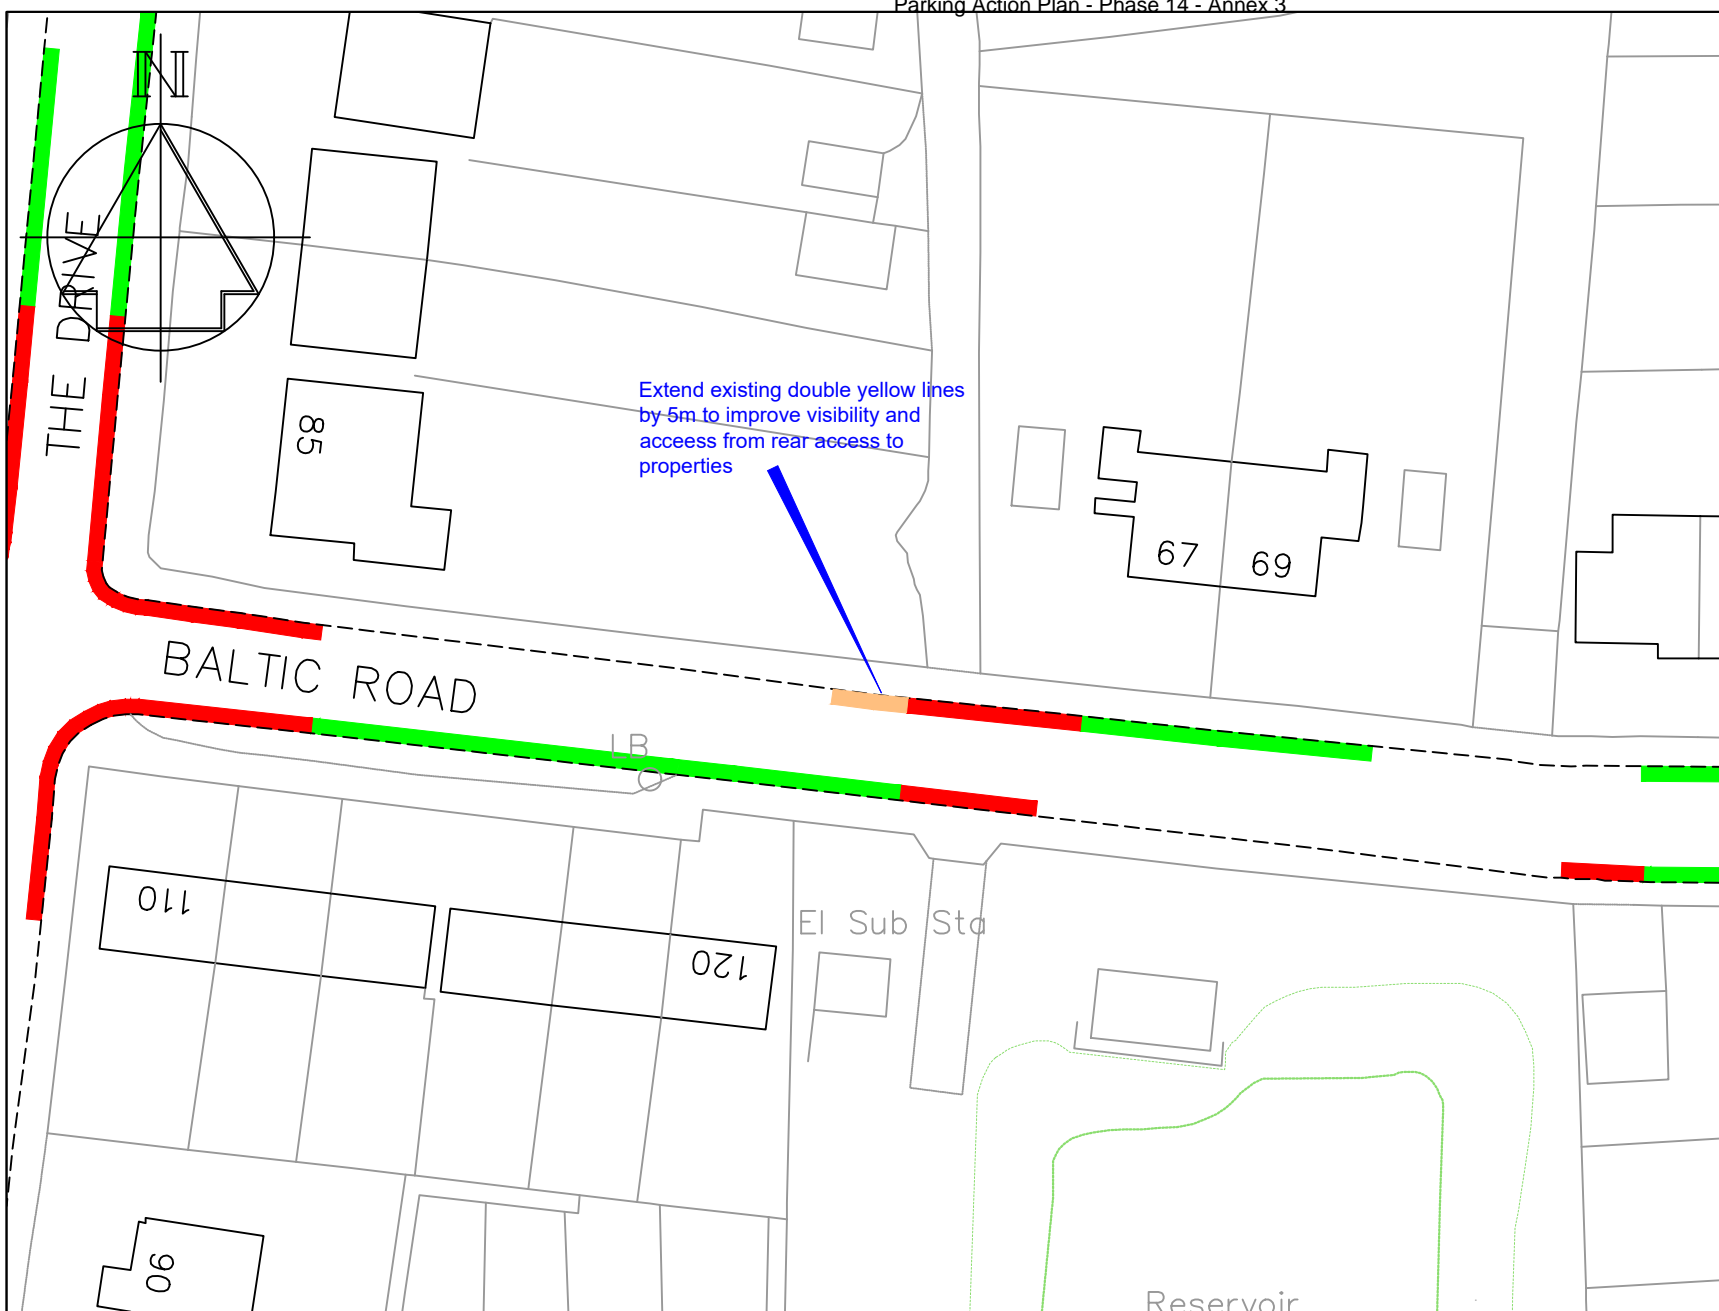 Parking Action Plan - Phase 14 - Annex 3
N
THE DRIVE
Extend existing double yellow lines
by 5m to improve visibility and
acceess from rear access to
properties
85
67
69
BALTIC ROAD
LB
110
120
El Sub Sta
90
Reservoir